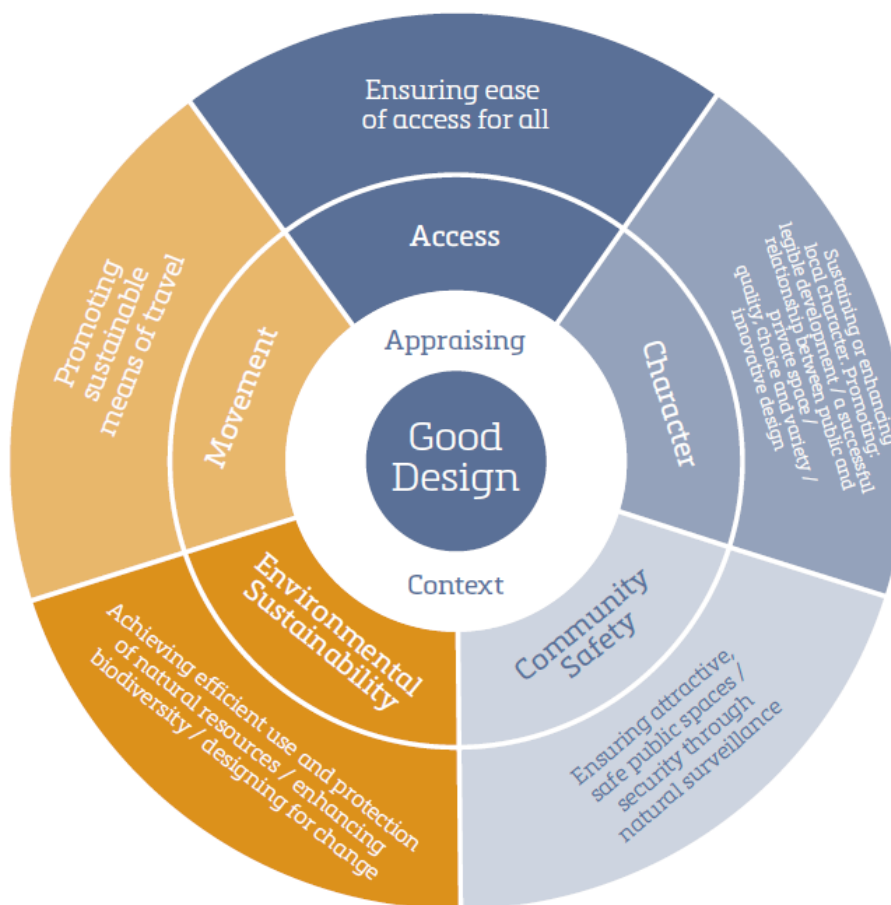 Ensuring ease
of access for all
Access
Sustaining or enhancing
local character. Promoting:
legible development / a successful
relationship between public and
private space /
quality, choice and variety /
innovative design
Character
Ensuring attractive,
safe public spaces /
security through
natural surveillance
Community
Safety
Achieving efficient use and protection
of natural resources / enhancing
biodiversity / designing for change
Environmental
Sustainability
Promoting
sustainable
means of travel
Movement
Appraising
Good
Design
Context